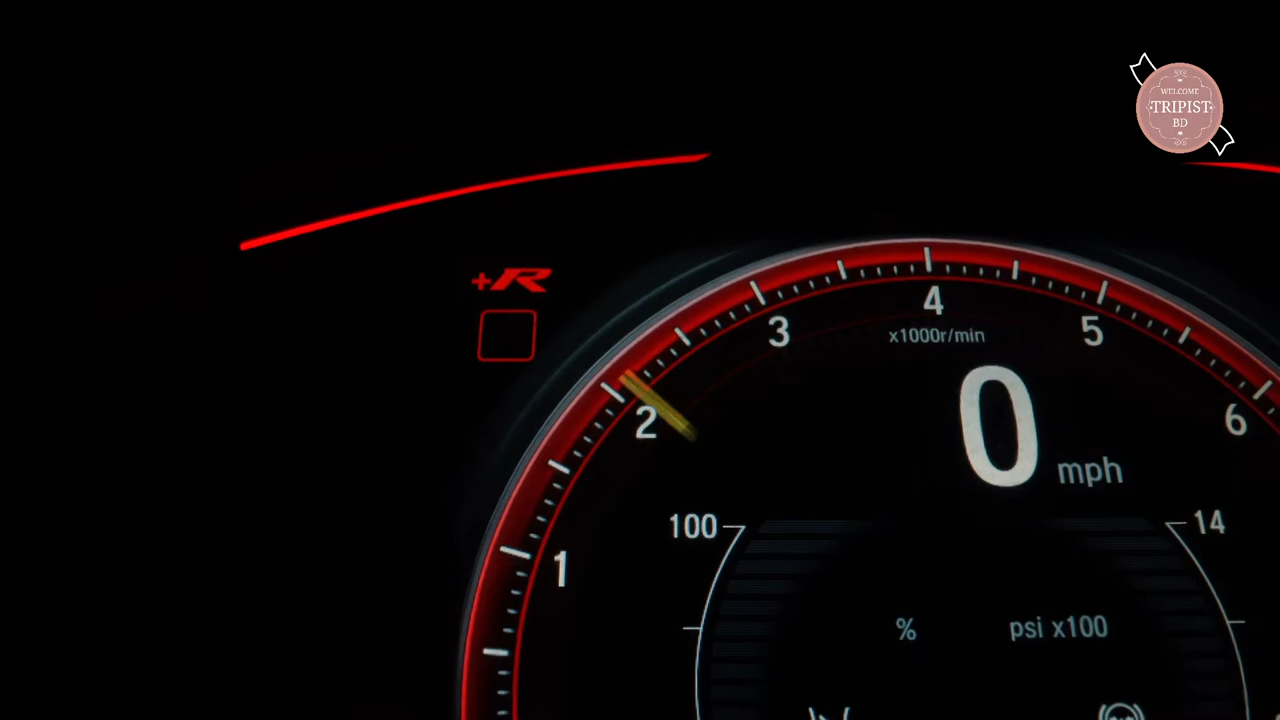 WELCOME
TRIPIST
BD
+R
4
3
5
x1000r/min
2
6
0
mph
100
14
1
%
psi x100